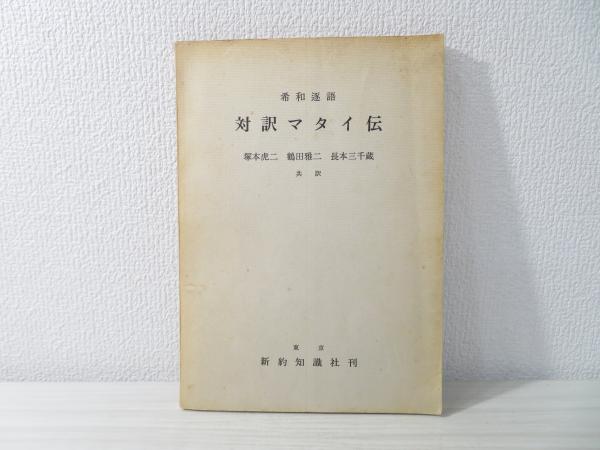 希和逐語
対訳マタイ伝
塚本虎二 鶴田雅二 長本三千蔵
共訳
東京
新約知識社刊